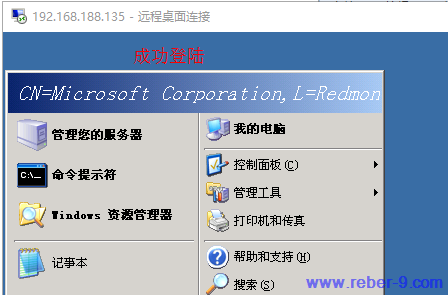 192.168.188.135 - 远程桌面连接
成功登陆
CN=Microsoft Corporation,L=Redmon
管理您的服务器
命令提示符
Windows 资源管理器
记事本
我的电脑
控制面板(C)
管理工具
打印机和传真
帮助和支持(H)
搜索(S)
www.reber-9.com